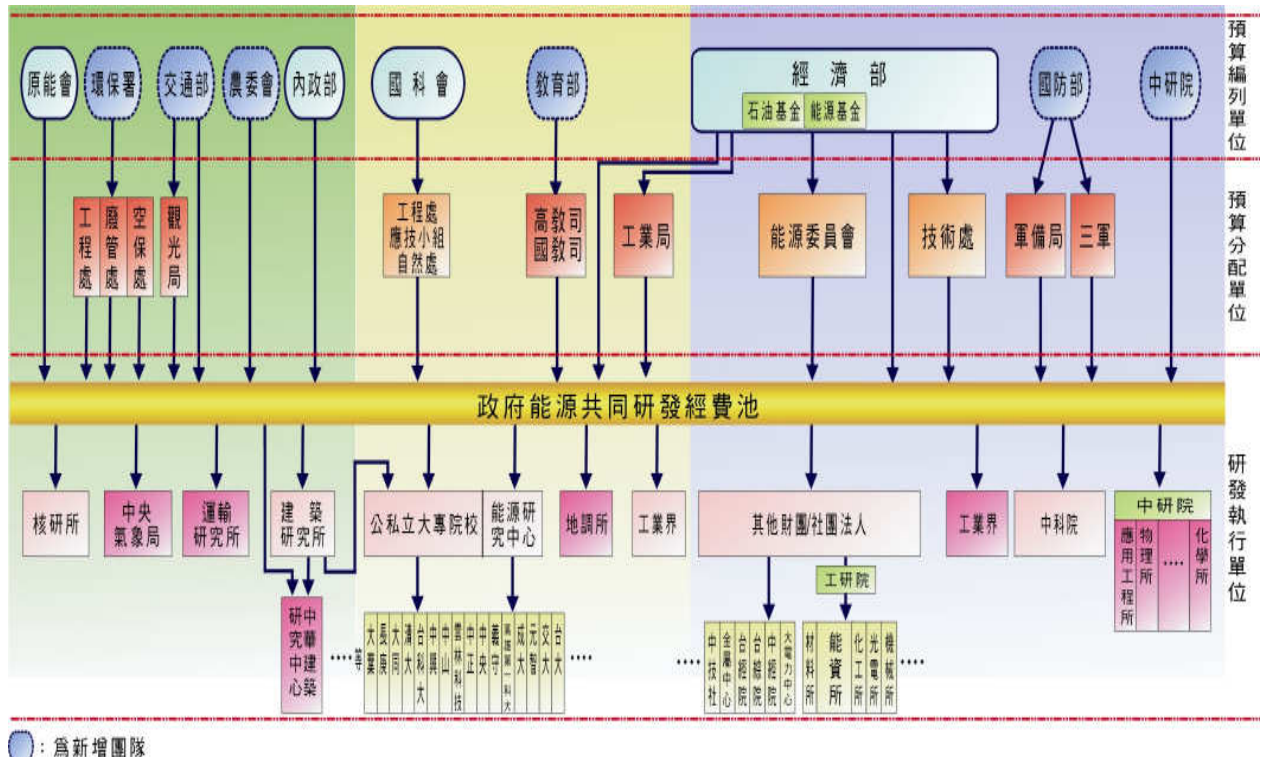 原能會
環保署
交通部
農委會
內政部
國科會
教育部
經濟部
石油基金
能源基金
國防部
中研院
預算編列單位
工程處
廢管處
空保處
觀光局
工程處
應技小組
自然處
高教司
國教司
工業局
能源委員會
技術處
軍備局
三軍
預算分配單位
政府能源共同研發經費池
核研所
中央
氣象局
運輸
研究所
建築
研究所
公私立大專院校
能源研
究中心
地調所
工業界
其他財團/社團法人
工研院
工業界
中科院
中研院
應用工程所
物理所
....
化學所
研發執行單位
中華建築
研究中心
....等
大葉
長庚
大同
清大
台科大
中興
中山
雲林科技
中正
中央
義守
高雄第一科大
成大
元智
交大
台大
....
....
中技社
金屬中心
台經院
台綜院
中經院
大電力中心
材料所
能資所
化工所
光電所
機械所
....
：為新增團隊